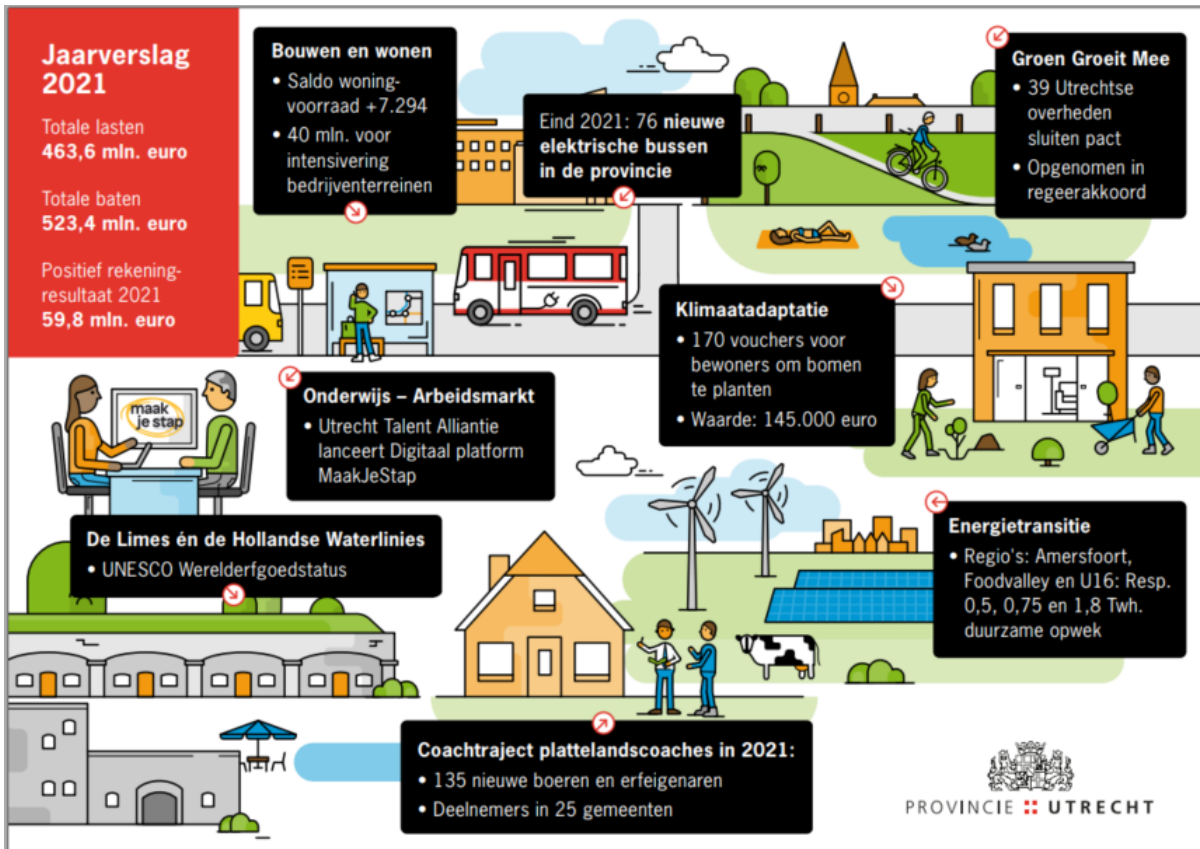 Jaarverslag
2021
Totale lasten
463,6 mln. euro
Totale baten
523,4 mln. euro
Positief rekening-
resultaat 2021
59,8 mln. euro
Bouwen en wonen
• Saldo woning-
voorraad +7.294
• 40 mln. voor
intensivering
bedrijventerreinen
Eind 2021: 76 nieuwe
elektrische bussen
in de provincie
Groen Groeit Mee
• 39 Utrechtse
overheden
sluiten pact
• Opgenomen in
regeerakkoord
Klimaatadaptatie
• 170 vouchers voor
bewoners om bomen
te planten
• Waarde: 145.000 euro
maak
je stap
Onderwijs – Arbeidsmarkt
• Utrecht Talent Alliantie
lanceert Digitaal platform
MaakJeStap
De Limes én de Hollandse Waterlinies
• UNESCO Werelderfgoedstatus
Energietransitie
• Regio's: Amersfoort,
Foodvalley en U16: Resp.
0,5, 0,75 en 1,8 Twh.
duurzame opwek
Coachtraject plattelandscoaches in 2021:
• 135 nieuwe boeren en erfeigenaren
• Deelnemers in 25 gemeenten
PROVINCIE UTRECHT